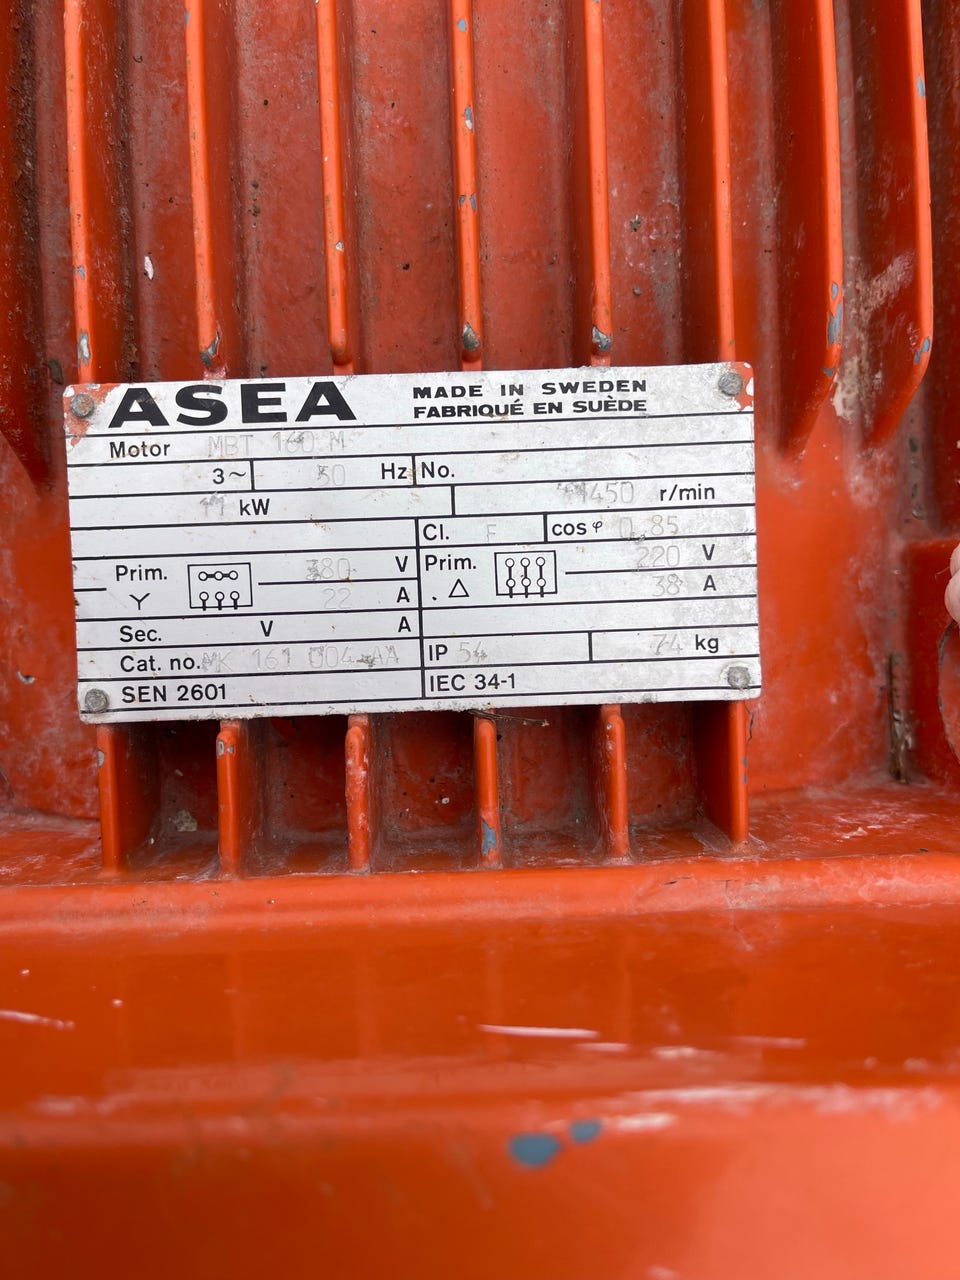 ASEA MADE IN SWEDEN
FABRIQUÉ EN SUÈDE
Motor MBT 160 M
3~ 50 Hz No.
11 kW 1450 r/min
Cl. F cos φ 0,85
Prim. 380 V Prim. 220 V
Y 22 A △ 38 A
Sec. V A
Cat. no. MK 161 004-AA IP 54 74 kg
SEN 2601 IEC 34-1